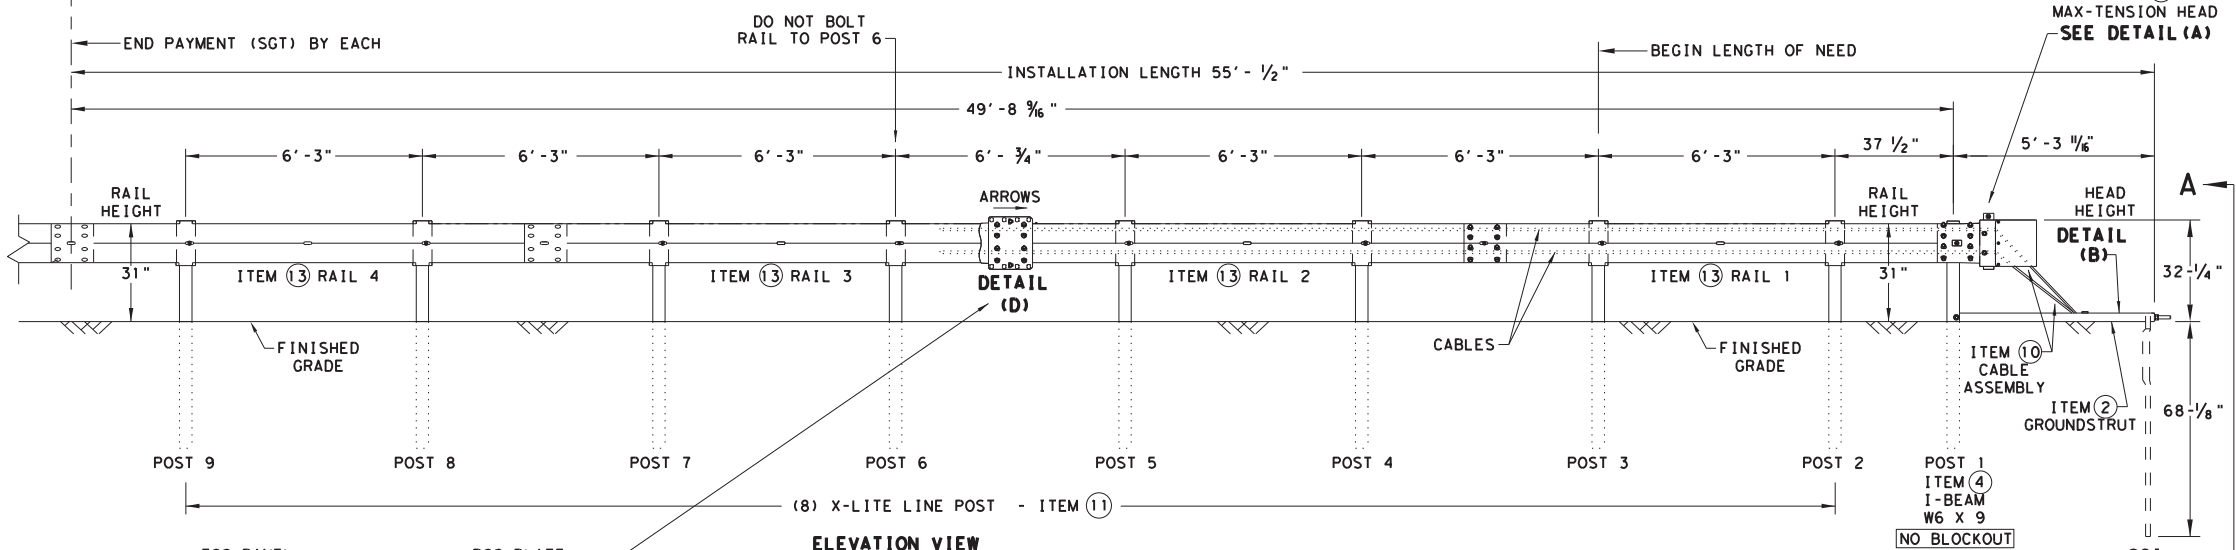 MAX-TENSION HEAD
SEE DETAIL (A)
DO NOT BOLT
RAIL TO POST 6
END PAYMENT (SGT) BY EACH
BEGIN LENGTH OF NEED
INSTALLATION LENGTH 55'- 1/2"
49'-8 9/16"
6'-3"
6'-3"
6'-3"
6'- 3/4"
6'-3"
6'-3"
6'-3"
37 1/2"
5'-3 11/16"
A
RAIL
HEIGHT
ARROWS
RAIL
HEIGHT
HEAD
HEIGHT
DETAIL
(B)
31"
ITEM 13 RAIL 4
ITEM 13 RAIL 3
DETAIL
(D)
ITEM 13 RAIL 2
ITEM 13 RAIL 1
31"
32-1/4"
FINISHED
GRADE
CABLES
FINISHED
GRADE
ITEM 10
CABLE
ASSEMBLY
ITEM 2
GROUNDSTRUT
68-1/8"
POST 9
POST 8
POST 7
POST 6
POST 5
POST 4
POST 3
POST 2
POST 1
ITEM 4
I-BEAM
W6 X 9
NO BLOCKOUT
(8) X-LITE LINE POST - ITEM 11
ELEVATION VIEW